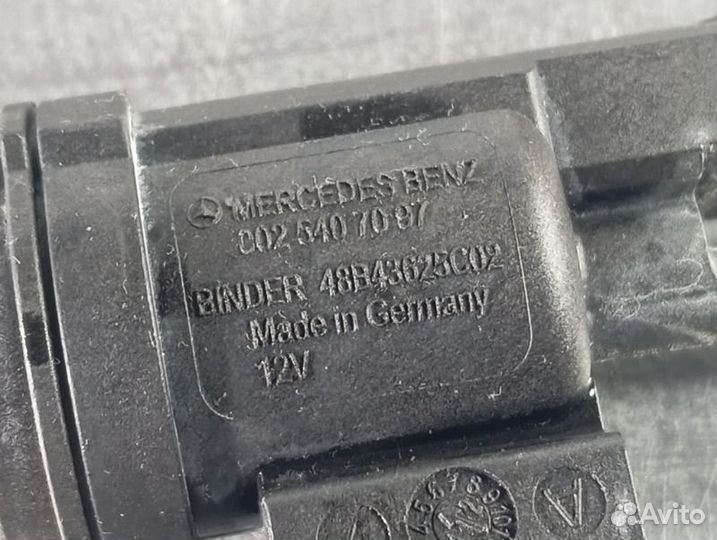 MERCEDES BENZ
002 540 70 97
BINDER 48B43625C02
Made in Germany
12V
A
Avito